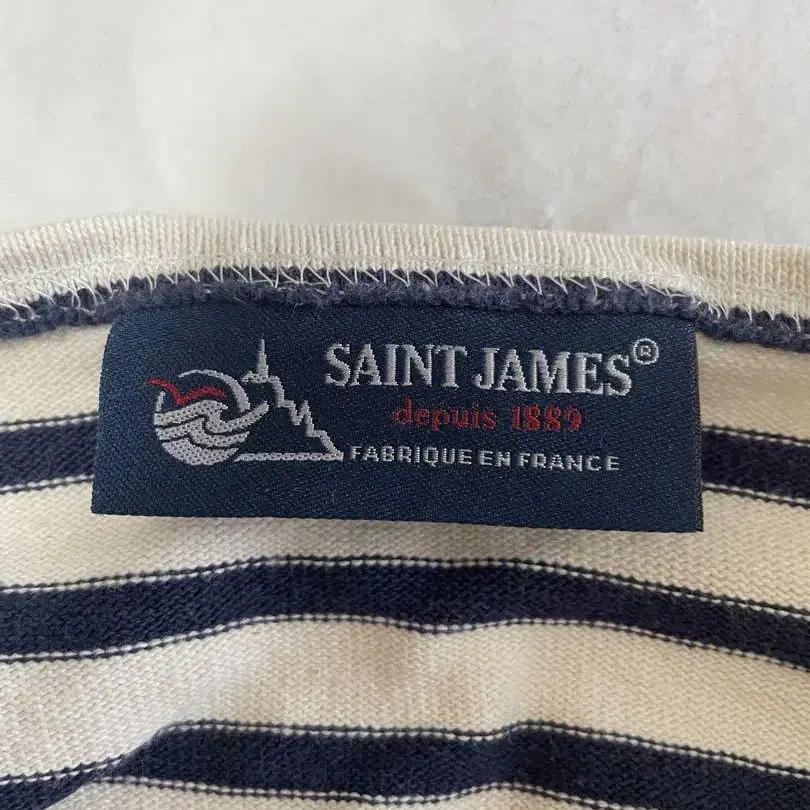 SAINT JAMES®
depuis 1889
FABRIQUE EN FRANCE